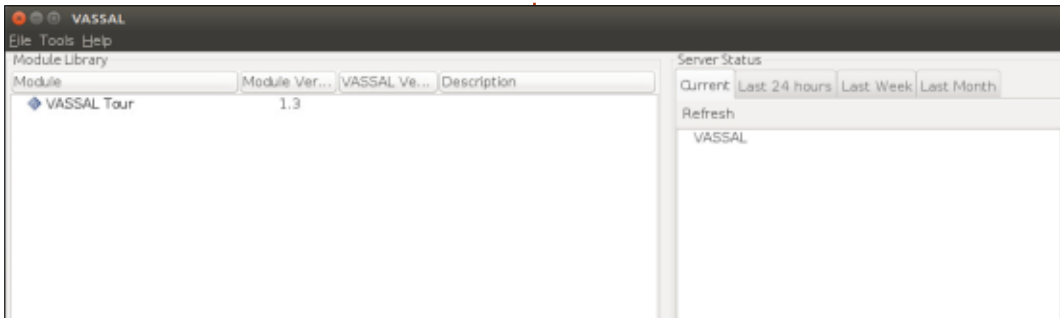 VASSAL
File Tools Help
Module Library
Module Module Ver... VASSAL Ve... Description
VASSAL Tour 1.3
Server Status
Current Last 24 hours Last Week Last Month
Refresh
VASSAL